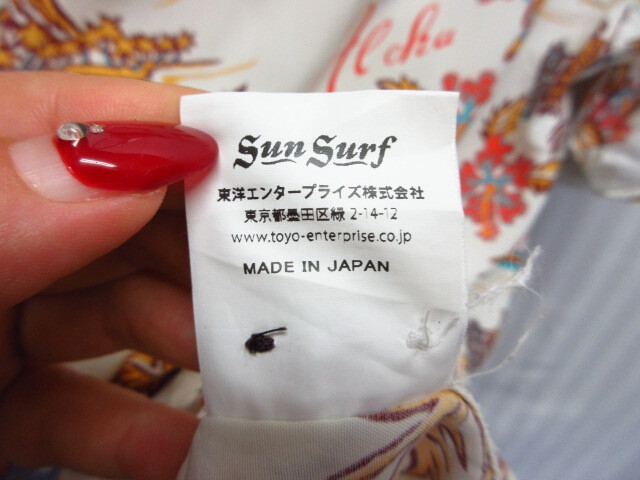 Aloha
Sun Surf
東洋エンタープライズ株式会社
東京都墨田区緑 2-14-12
www.toyo-enterprise.co.jp
MADE IN JAPAN